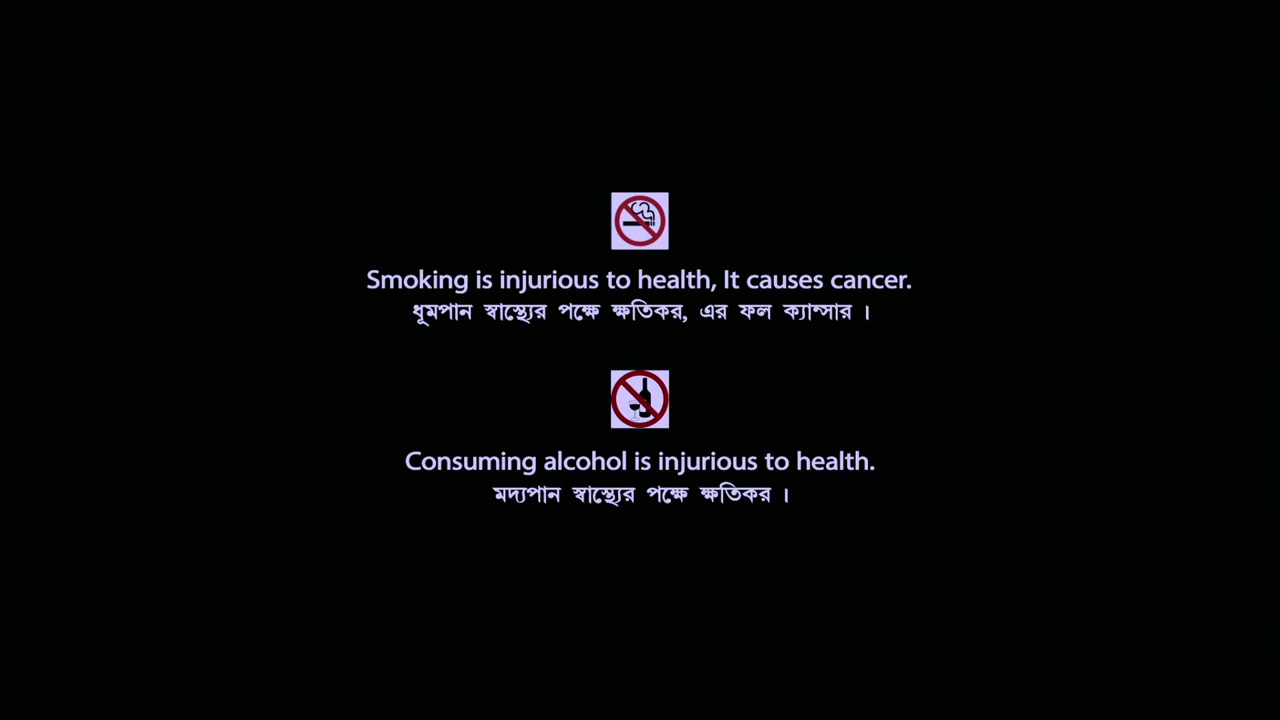 Smoking is injurious to health, It causes cancer.
ধূমপান স্বাস্থ্যের পক্ষে ক্ষতিকর, এর ফল ক্যান্সার ।
Consuming alcohol is injurious to health.
মদ্যপান স্বাস্থ্যের পক্ষে ক্ষতিকর ।